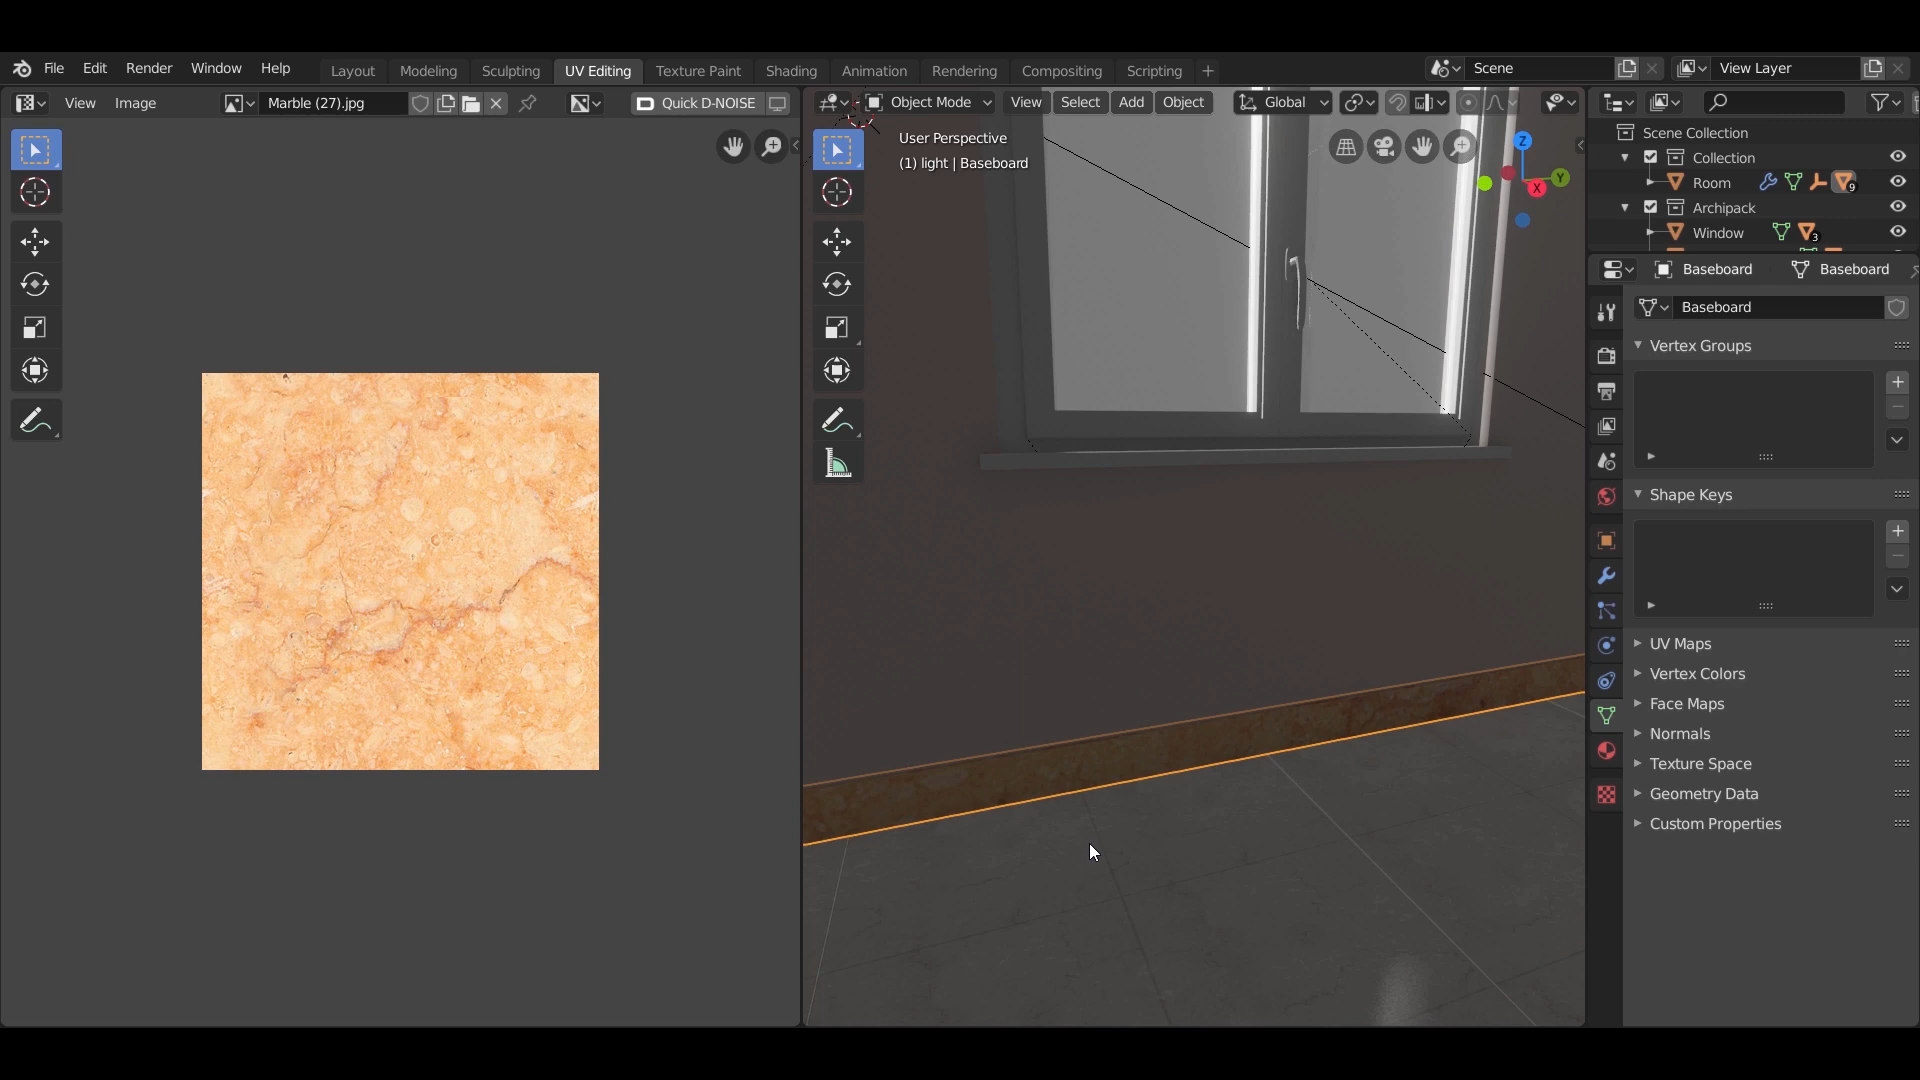 File Edit Render Window Help Layout Modeling Sculpting UV Editing Texture Paint Shading Animation Rendering Compositing Scripting + Scene View Layer
View Image Marble (27).jpg Quick D-NOISE Object Mode View Select Add Object Global
User Perspective
(1) light | Baseboard
Z
Y
X
Scene Collection
Collection
Room 9
Archipack
Window 3
Baseboard Baseboard
Baseboard
Vertex Groups
Shape Keys
UV Maps
Vertex Colors
Face Maps
Normals
Texture Space
Geometry Data
Custom Properties